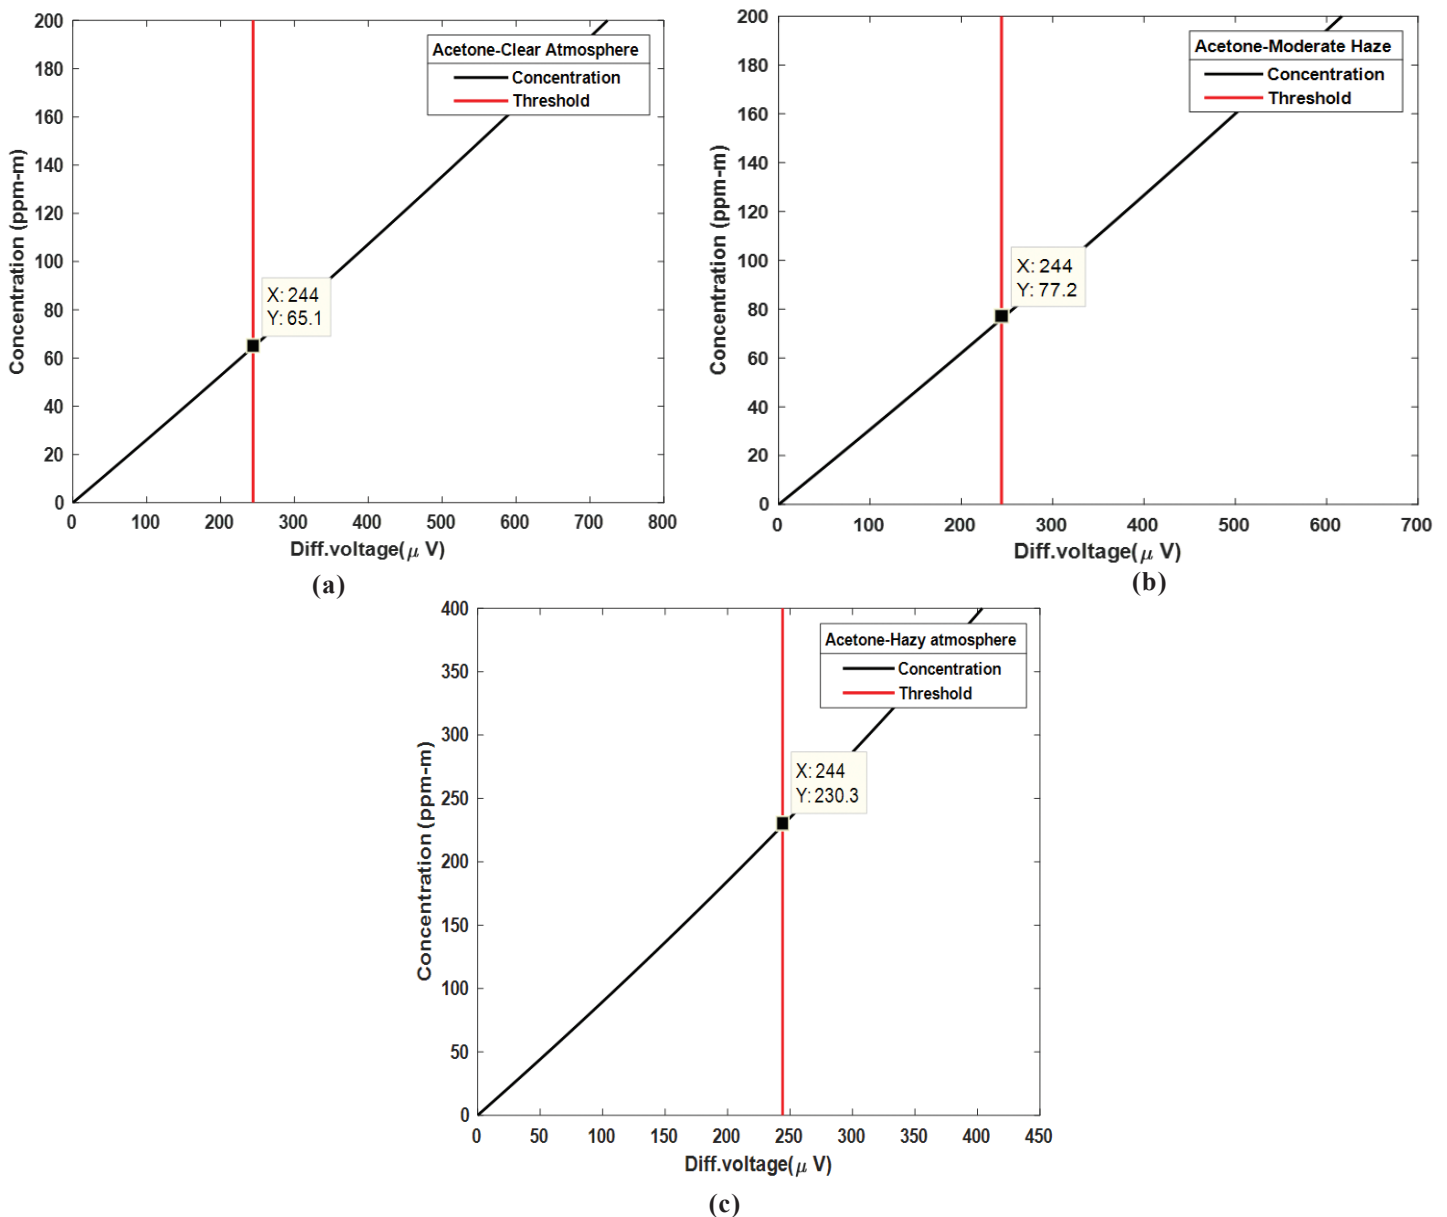 200
180
160
140
120
100
80
60
40
20
0
Concentration (ppm-m)
Acetone-Clear Atmosphere
Concentration
Threshold
X: 244
Y: 65.1
0 100 200 300 400 500 600 700 800
Diff.voltage(μ V)
(a)
200
180
160
140
120
100
80
60
40
20
0
Concentration (ppm-m)
Acetone-Moderate Haze
Concentration
Threshold
X: 244
Y: 77.2
0 100 200 300 400 500 600 700
Diff.voltage(μ V)
(b)
400
350
300
250
200
150
100
50
0
Concentration (ppm-m)
Acetone-Hazy atmosphere
Concentration
Threshold
X: 244
Y: 230.3
0 50 100 150 200 250 300 350 400 450
Diff.voltage(μ V)
(c)